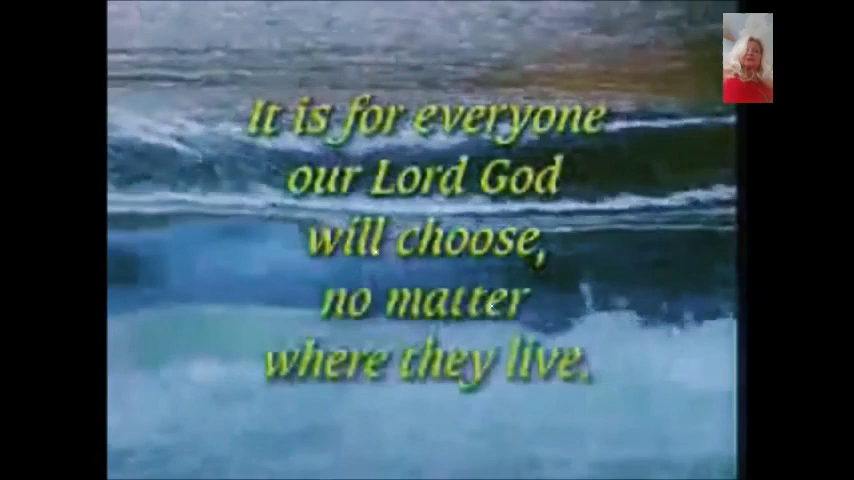 It is for everyone
our Lord God
will choose,
no matter
where they live.